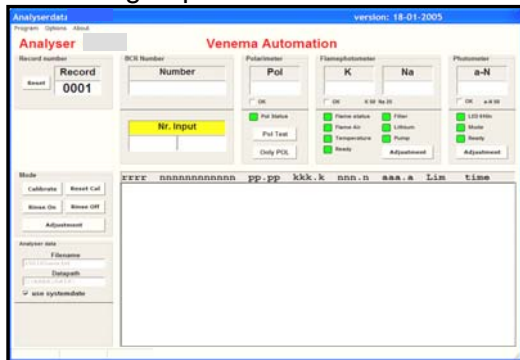 Analyserdata version: 18-01-2005
Program Options About
Analyser Venema Automation
Record number
Record
Reset
0001
BCR Number
Number
Nr. Input
Polarimeter
Pol
OK
Pol Status
Pol Test
Only POL
Flamephotometer
K Na
OK K 00 Na 20
Flame status Filter
Flame Air Lithium
Temperature Pump
Ready
Adjustment
Photometer
a-N
OK
Mode
Ready
Adjustment
Mode
Calibrate Reset Cal
Rinse On Rinse Off
Adjustment
rrrr nnnnnnnnnnnn pp.pp kkk.k nnn.n aaa.a Lim time
Analyser data
Filename
Datapath
use systemdate